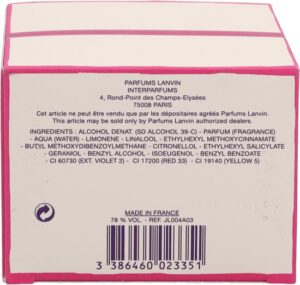 PARFUMS LANVIN
INTERPARFUMS
4, Rond-Point des Champs-Elysées
75008 PARIS
Cet article ne peut être vendu que par les dépositaires agréés Parfums Lanvin.
This article may be sold only by Parfums Lanvin authorized dealers.
INGREDIENTS : ALCOHOL DENAT. (SD ALCOHOL 39-C) - PARFUM (FRAGRANCE)
- AQUA (WATER) - LIMONENE - LINALOOL - ETHYLHEXYL METHOXYCINNAMATE
- BUTYL METHOXYDIBENZOYLMETHANE - CITRONELLOL - ETHYLHEXYL SALICYLATE
- GERANIOL - BENZYL ALCOHOL - ISOEUGENOL - BENZYL BENZOATE
- CI 60730 (EXT. VIOLET 2) - CI 17200 (RED 33) - CI 19140 (YELLOW 5)
MADE IN FRANCE
78 % VOL. - REF. JL004A03
3 386460 023351